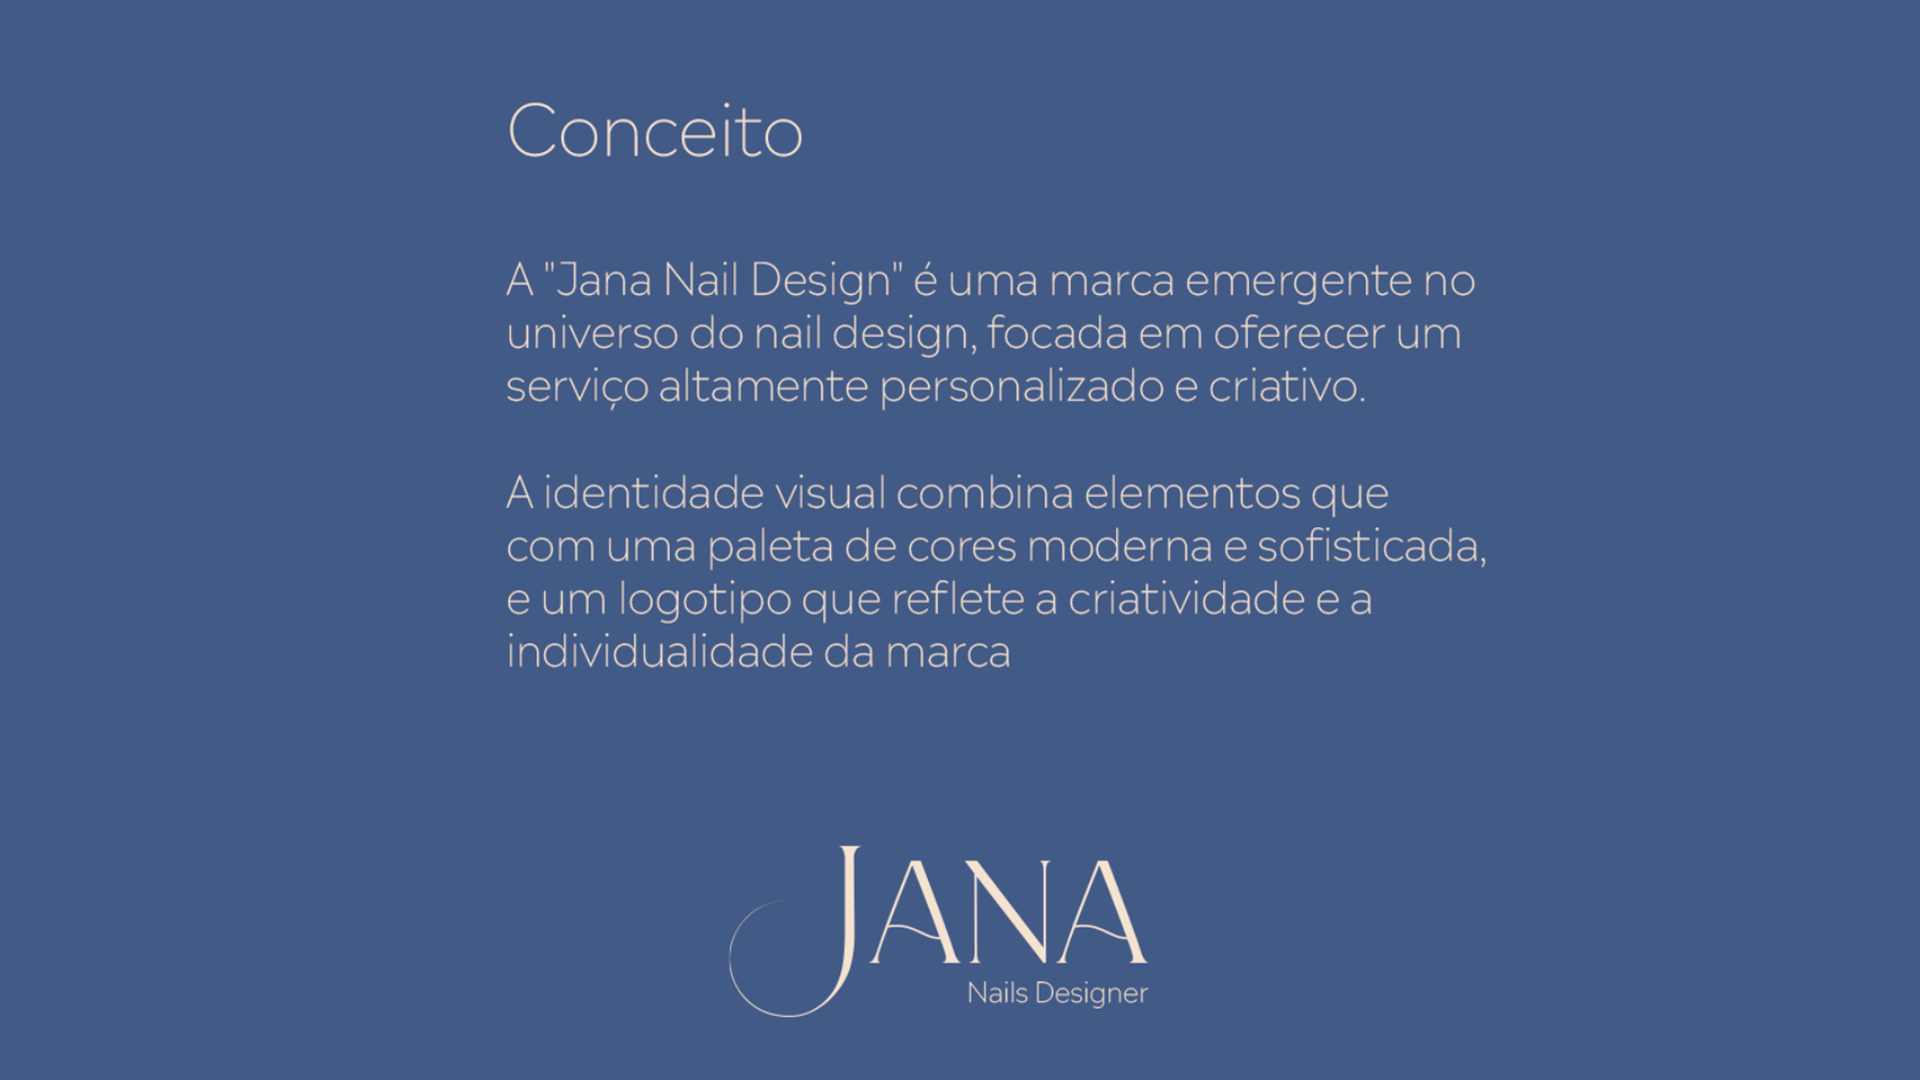 Conceito
A "Jana Nail Design" é uma marca emergente no
universo do nail design, focada em oferecer um
serviço altamente personalizado e criativo.
A identidade visual combina elementos que
com uma paleta de cores moderna e sofisticada,
e um logotipo que reflete a criatividade e a
individualidade da marca
JANA
Nails Designer